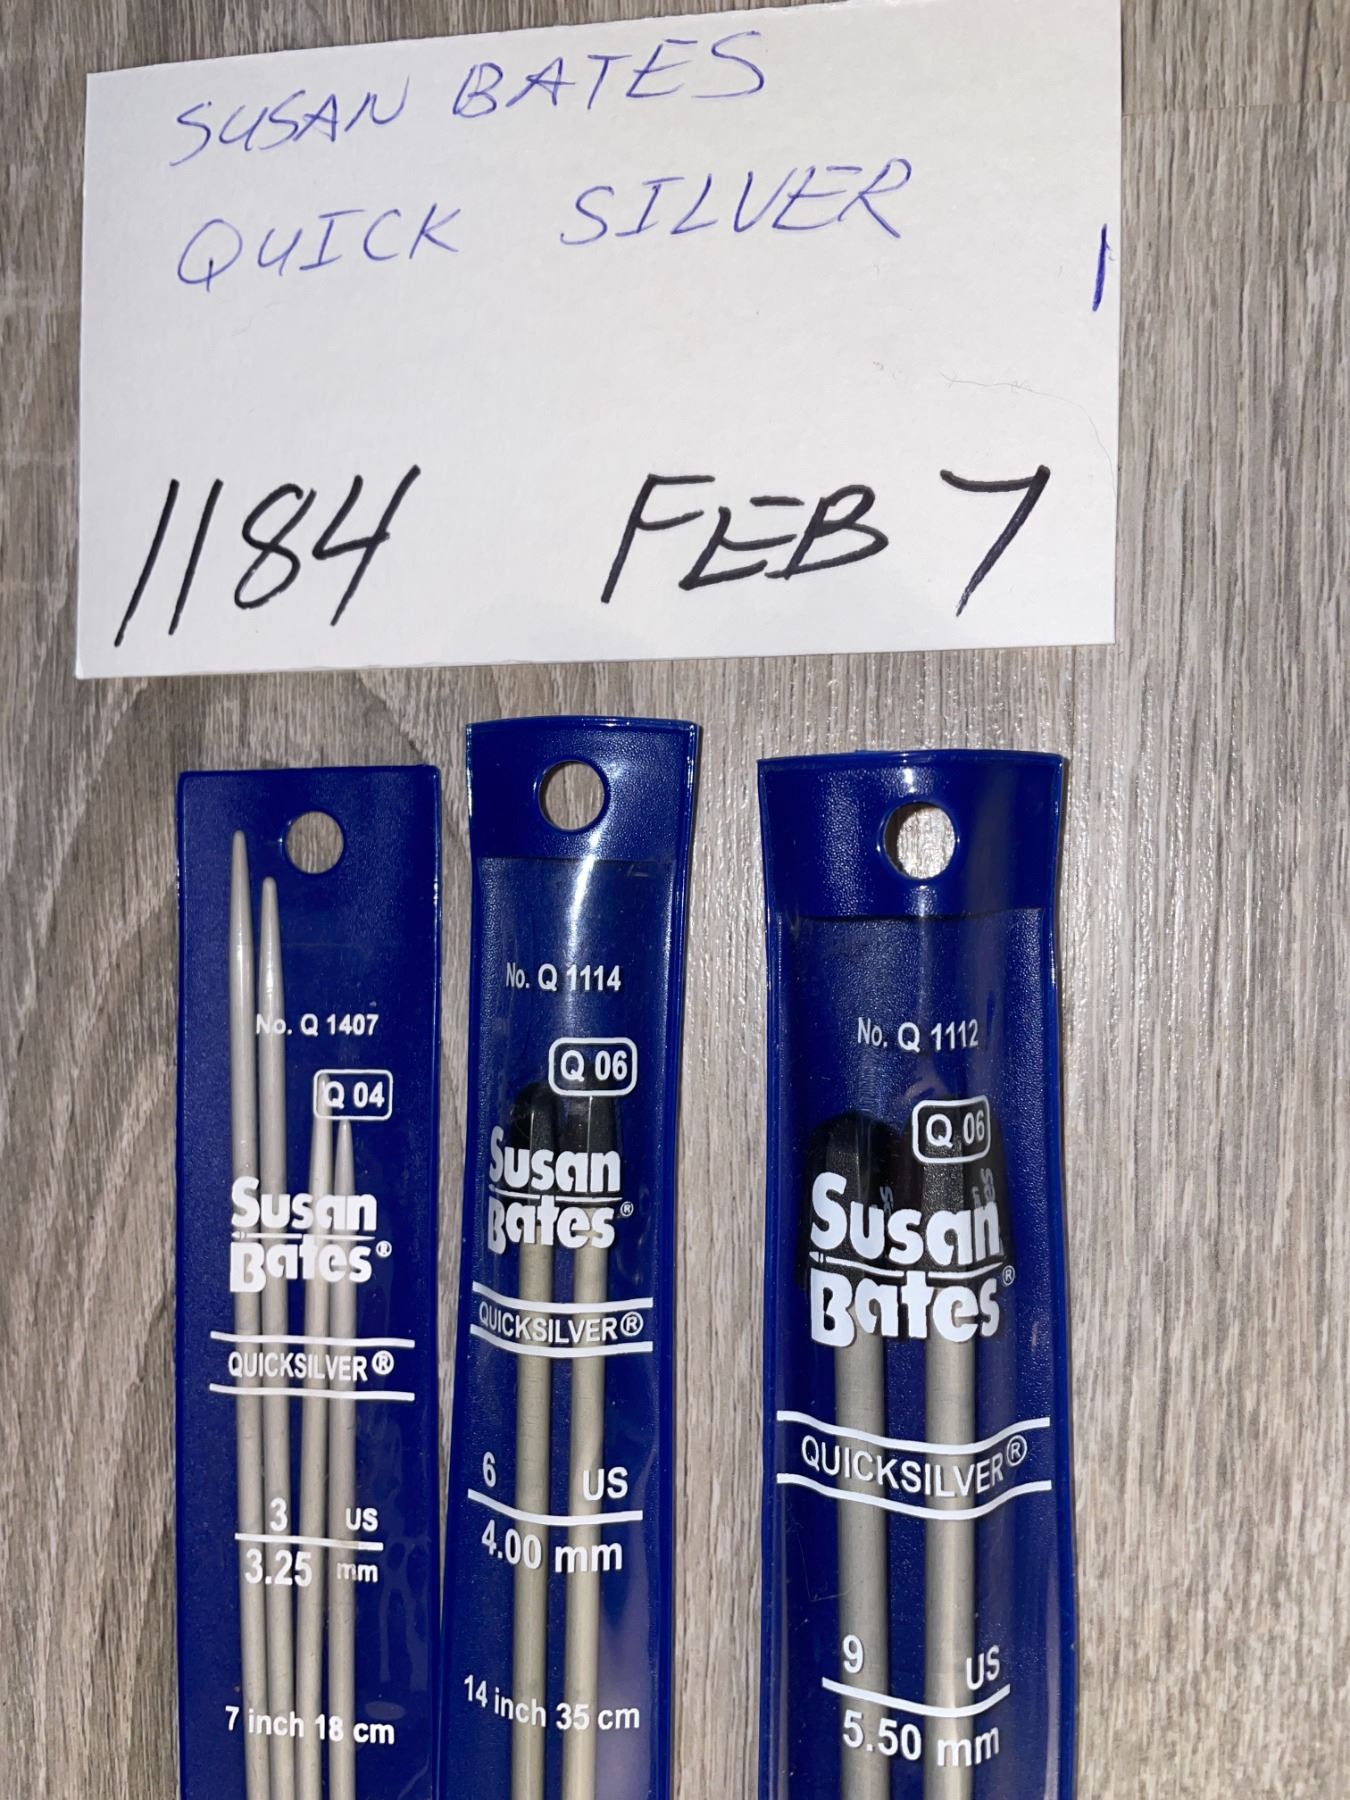 SUSAN BATES
QUICK SILVER
1184 FEB 7
No. Q 1407
Q 04
Susan
Bates®
QUICKSILVER®
3 US
3.25 mm
7 inch 18 cm
No. Q 1114
Q 06
Susan
Bates®
QUICKSILVER®
6 US
4.00 mm
14 inch 35 cm
No. Q 1112
Q 06
Susan
Bates®
QUICKSILVER®
9 US
5.50 mm